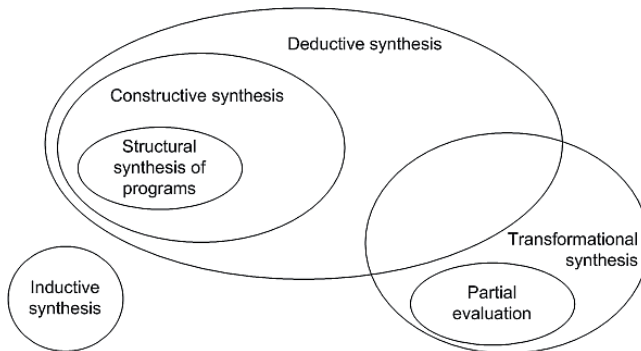 Deductive synthesis
Constructive synthesis
Structural
synthesis of
programs
Transformational
synthesis
Inductive
synthesis
Partial
evaluation